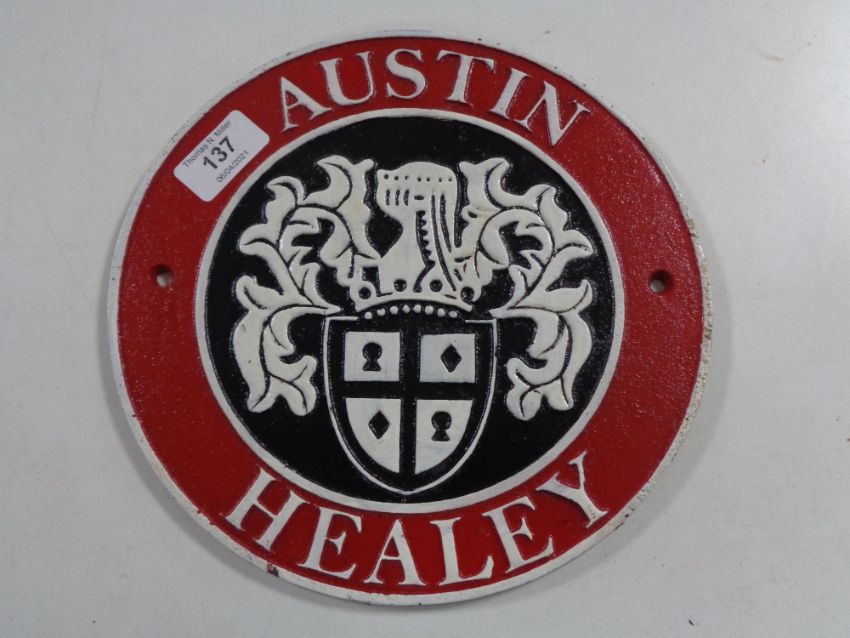 AUSTIN
Thomas N. Miller
137
06/04/2021
HEALEY